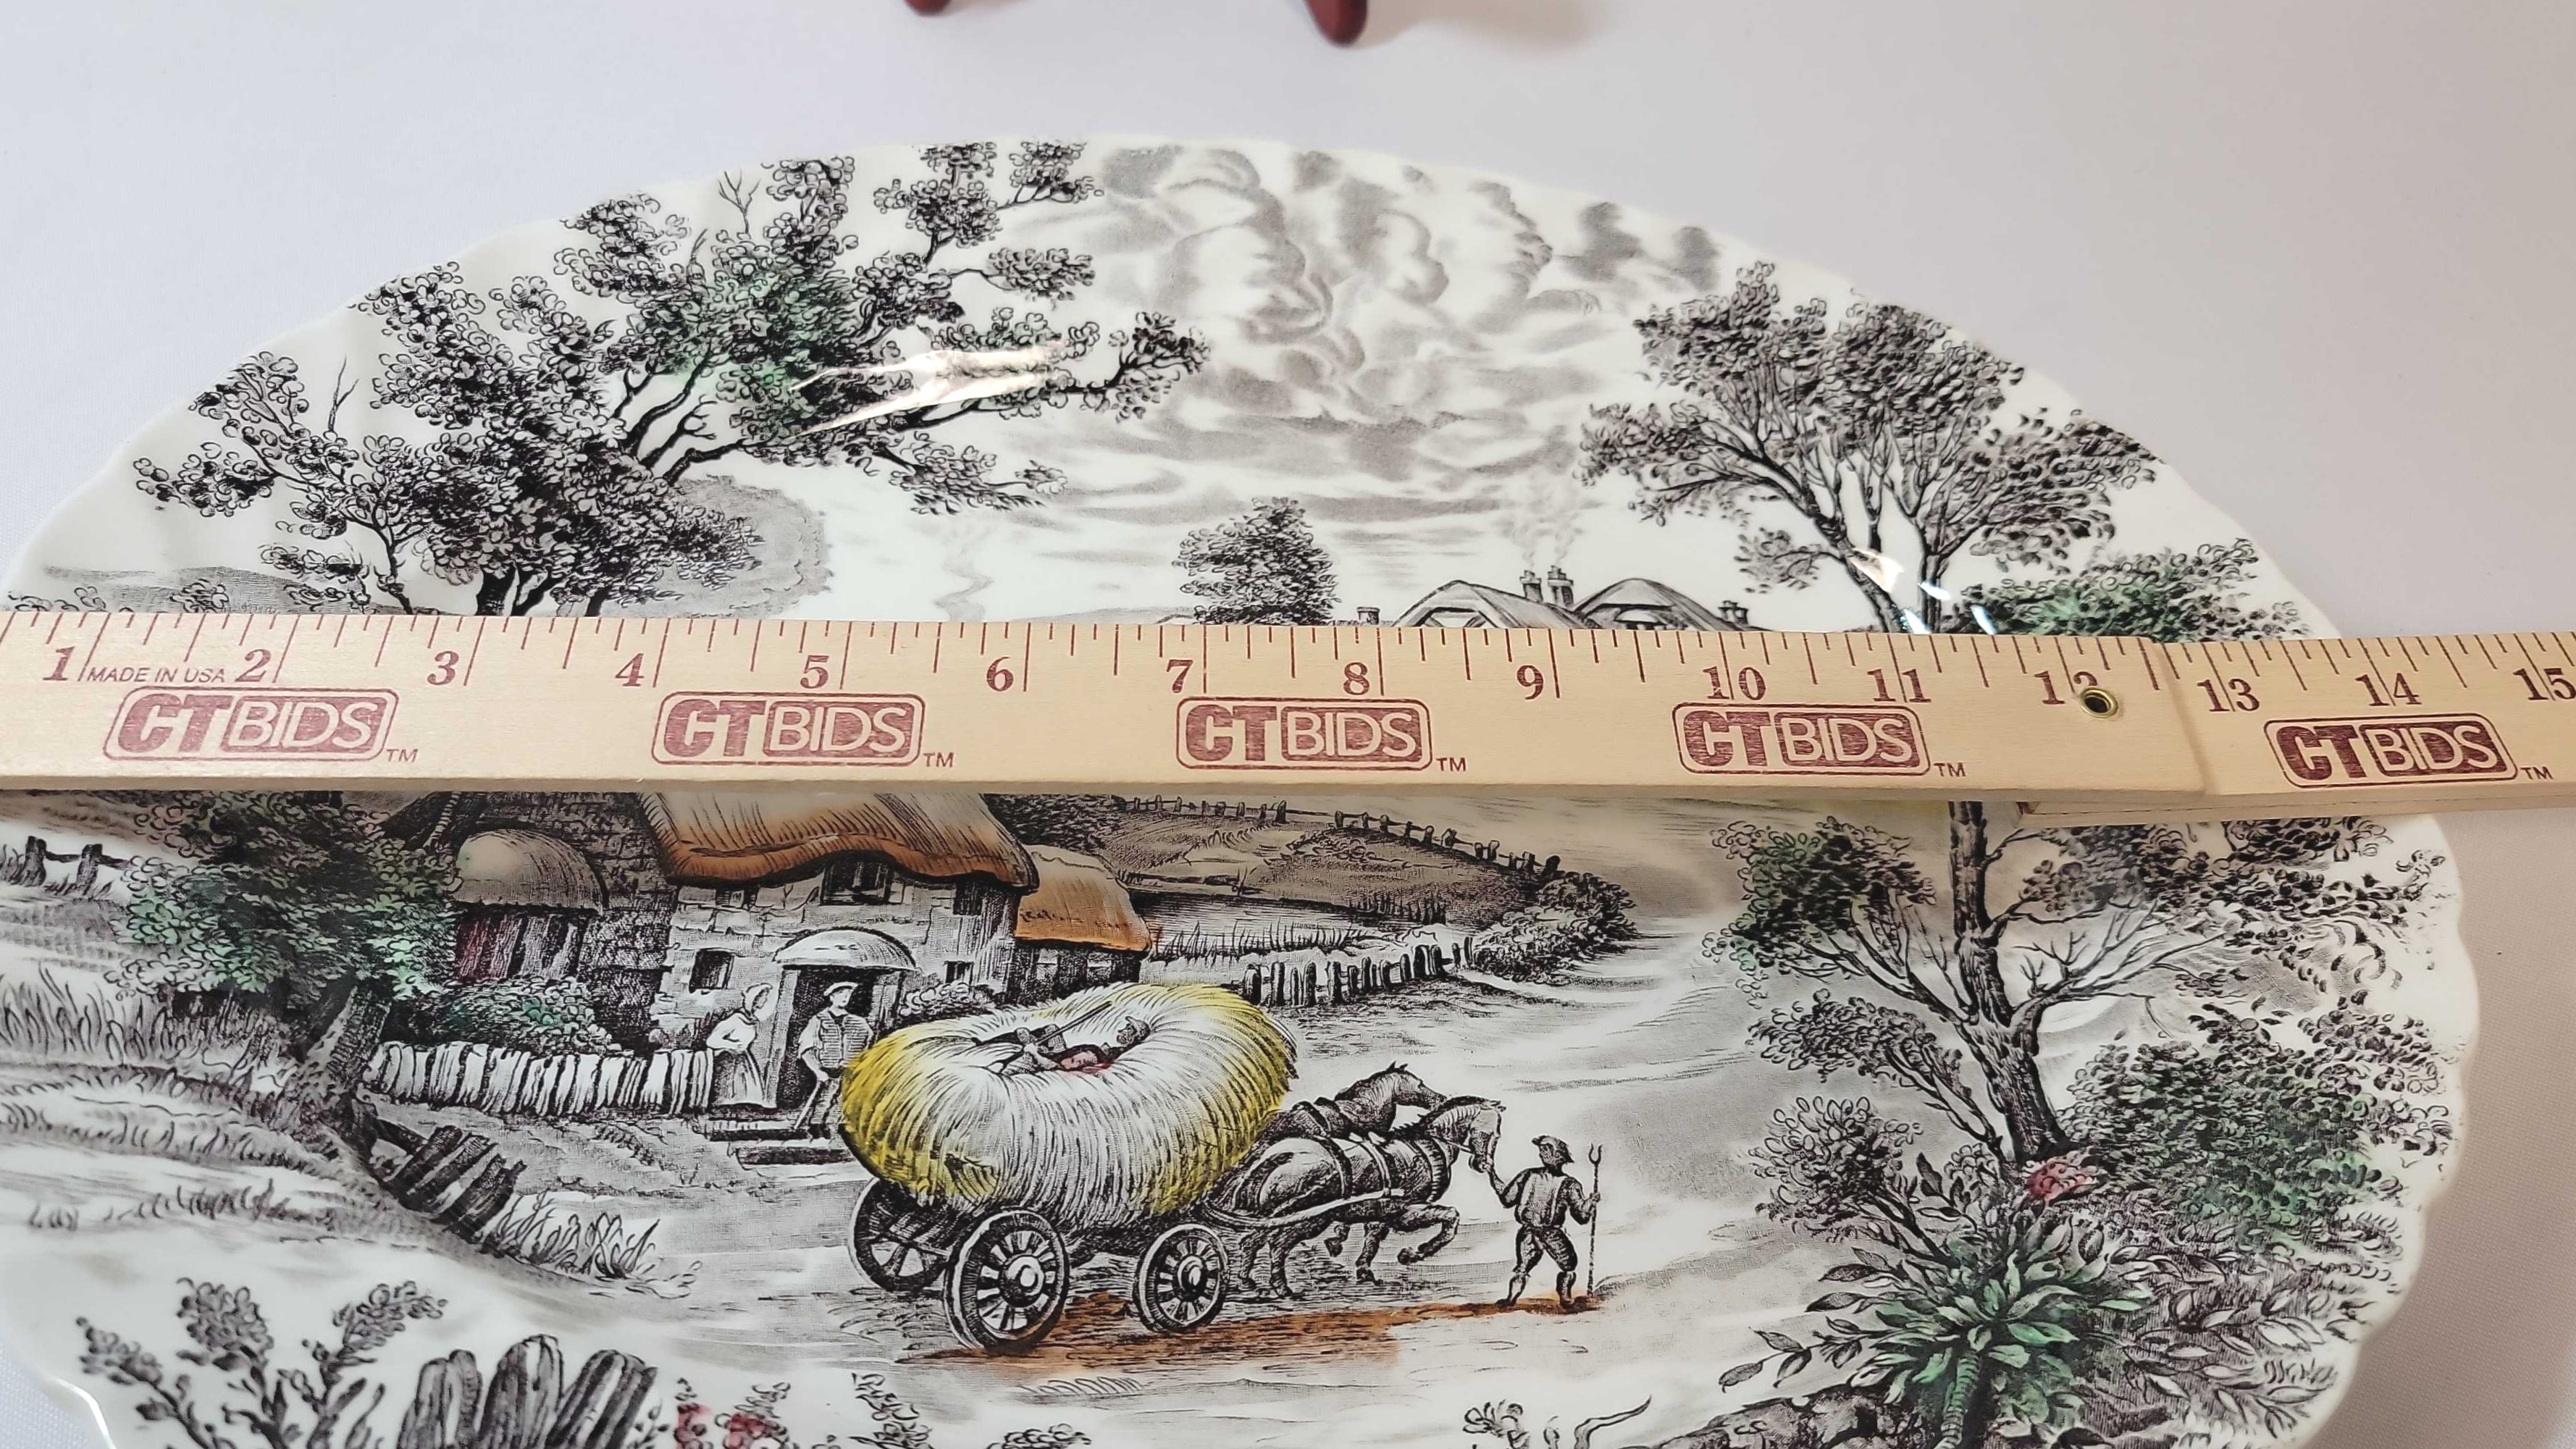 1 MADE IN USA 2 3 4 5 6 7 8 9 10 11 12 13 14 15
CTBIDS™ CTBIDS™ CTBIDS™ CTBIDS™ CTBIDS™